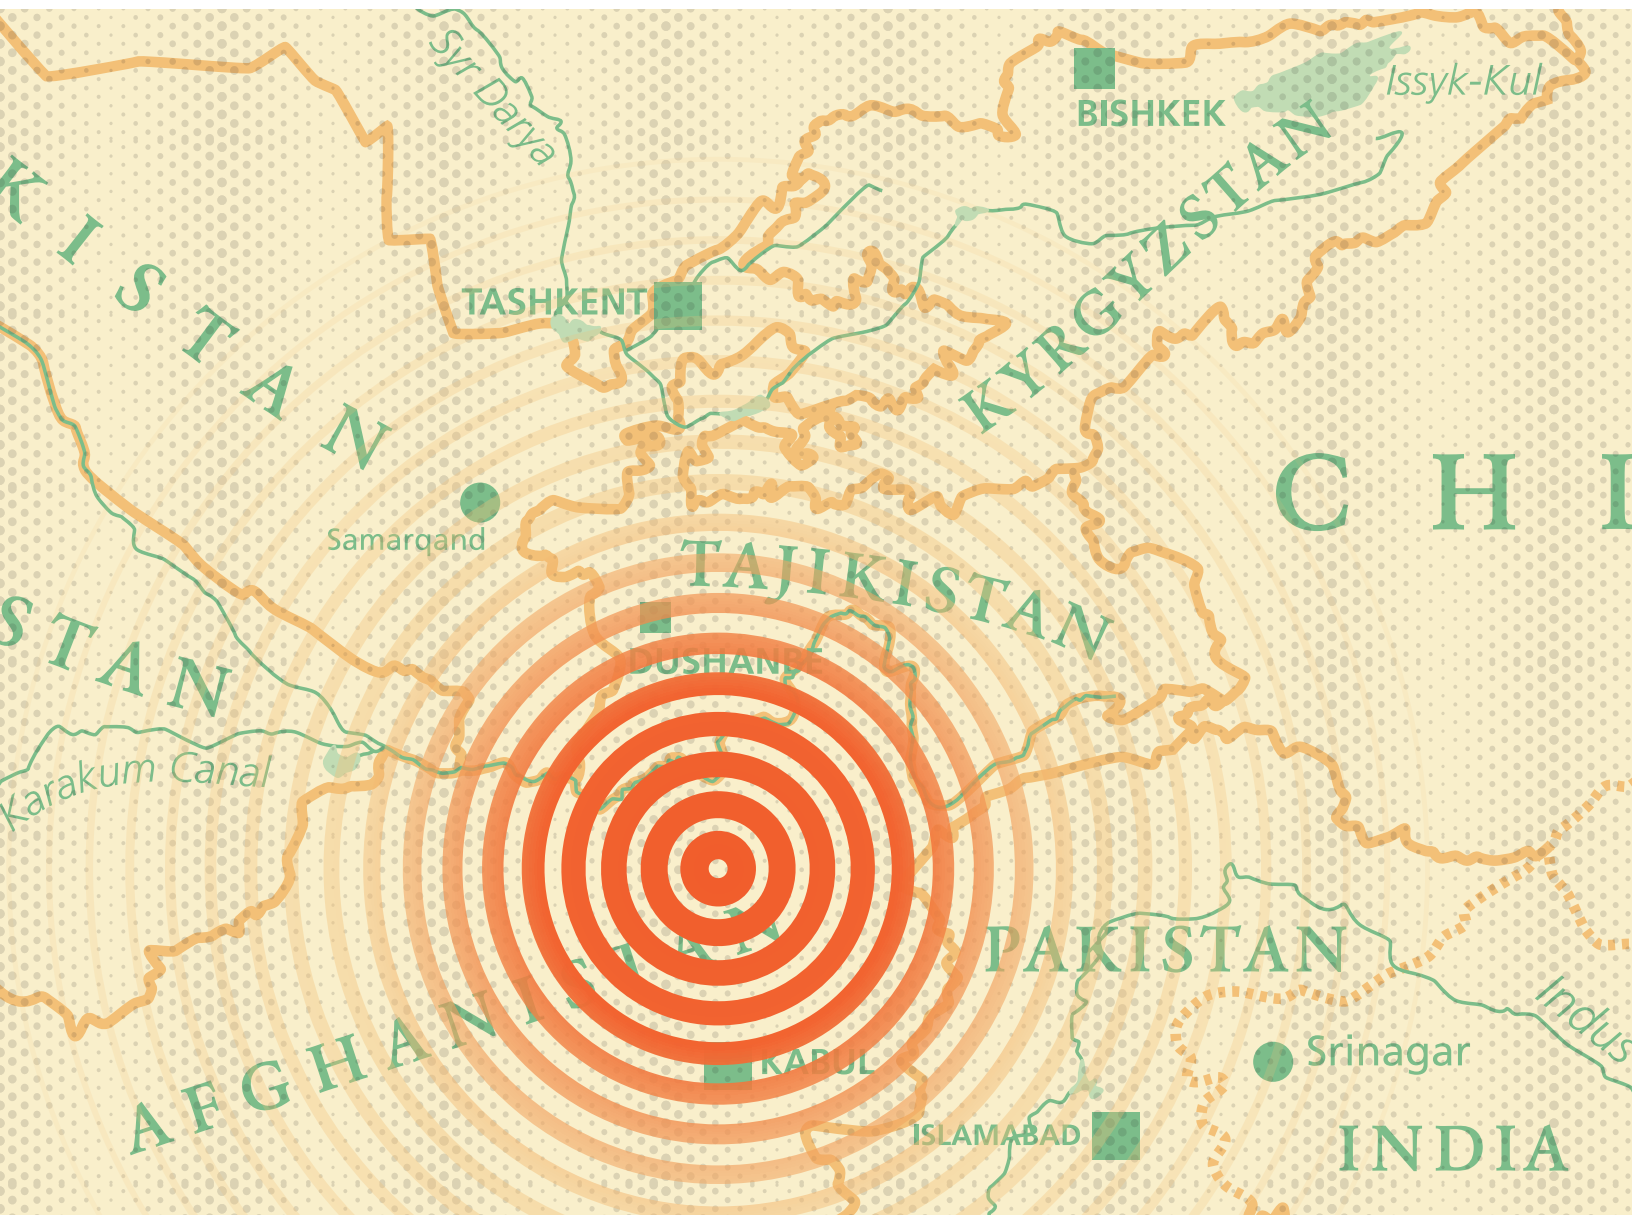 Syr Darya
Issyk-Kul
BISHKEK
KISTAN
KYRGYZSTAN
TASHKENT
CHI
Samarqand
TAJIKISTAN
STAN
DUSHANBE
Karakum Canal
AFGHANISTAN
PAKISTAN
Indus
KABUL
Srinagar
ISLAMABAD
INDIA